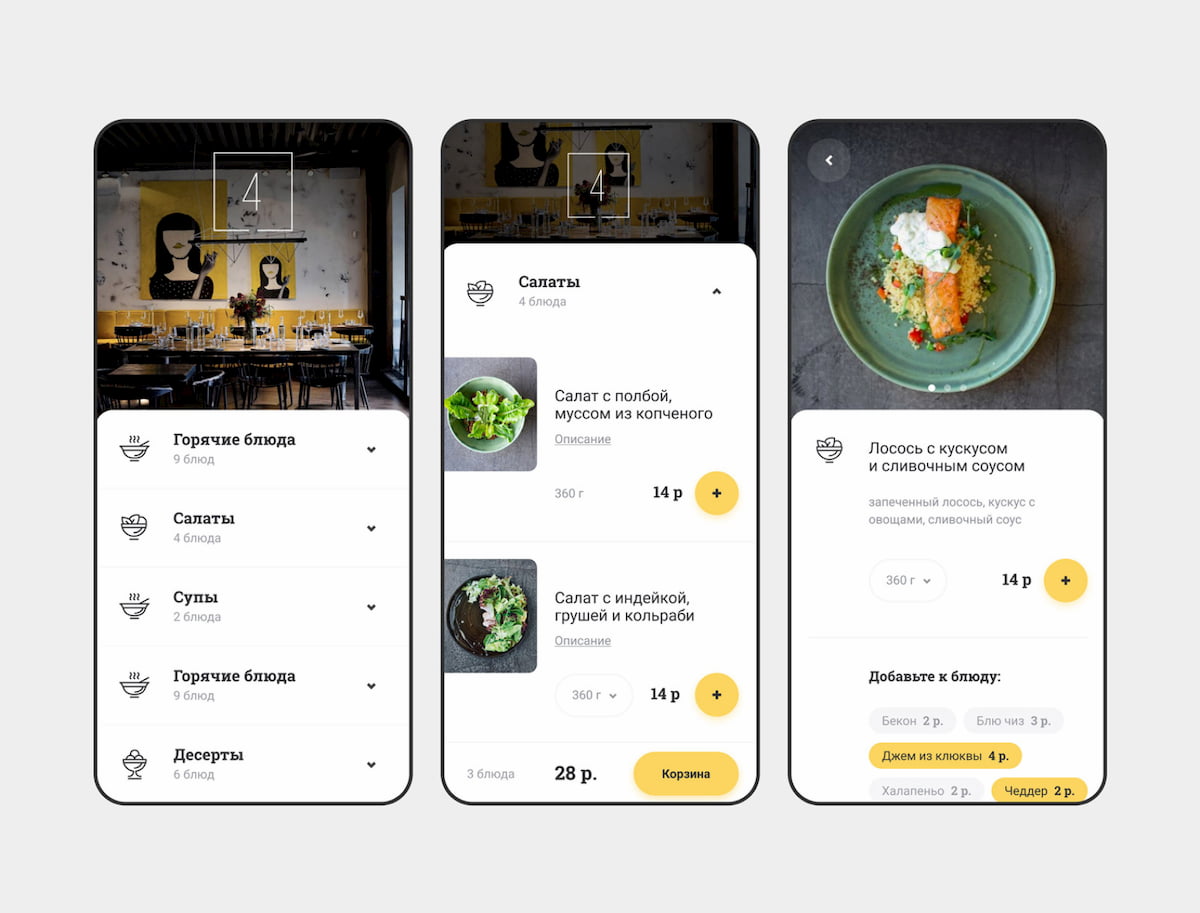 4
Горячие блюда
9 блюд
Салаты
4 блюда
Супы
2 блюда
Горячие блюда
9 блюд
Десерты
6 блюд
4
Салаты
4 блюда
Салат с полбой,
муссом из копченого
Описание
360 г
14 р
+
Салат с индейкой,
грушей и кольраби
Описание
360 г
14 р
+
3 блюда
28 р.
Корзина
Лосось с кускусом
и сливочным соусом
запеченный лосось, кускус с
овощами, сливочный соус
360 г
14 р
+
Добавьте к блюду:
Бекон 2 р.
Блю чиз 3 р.
Джем из клюквы 4 р.
Халапеньо 2 р.
Чеддер 2 р.